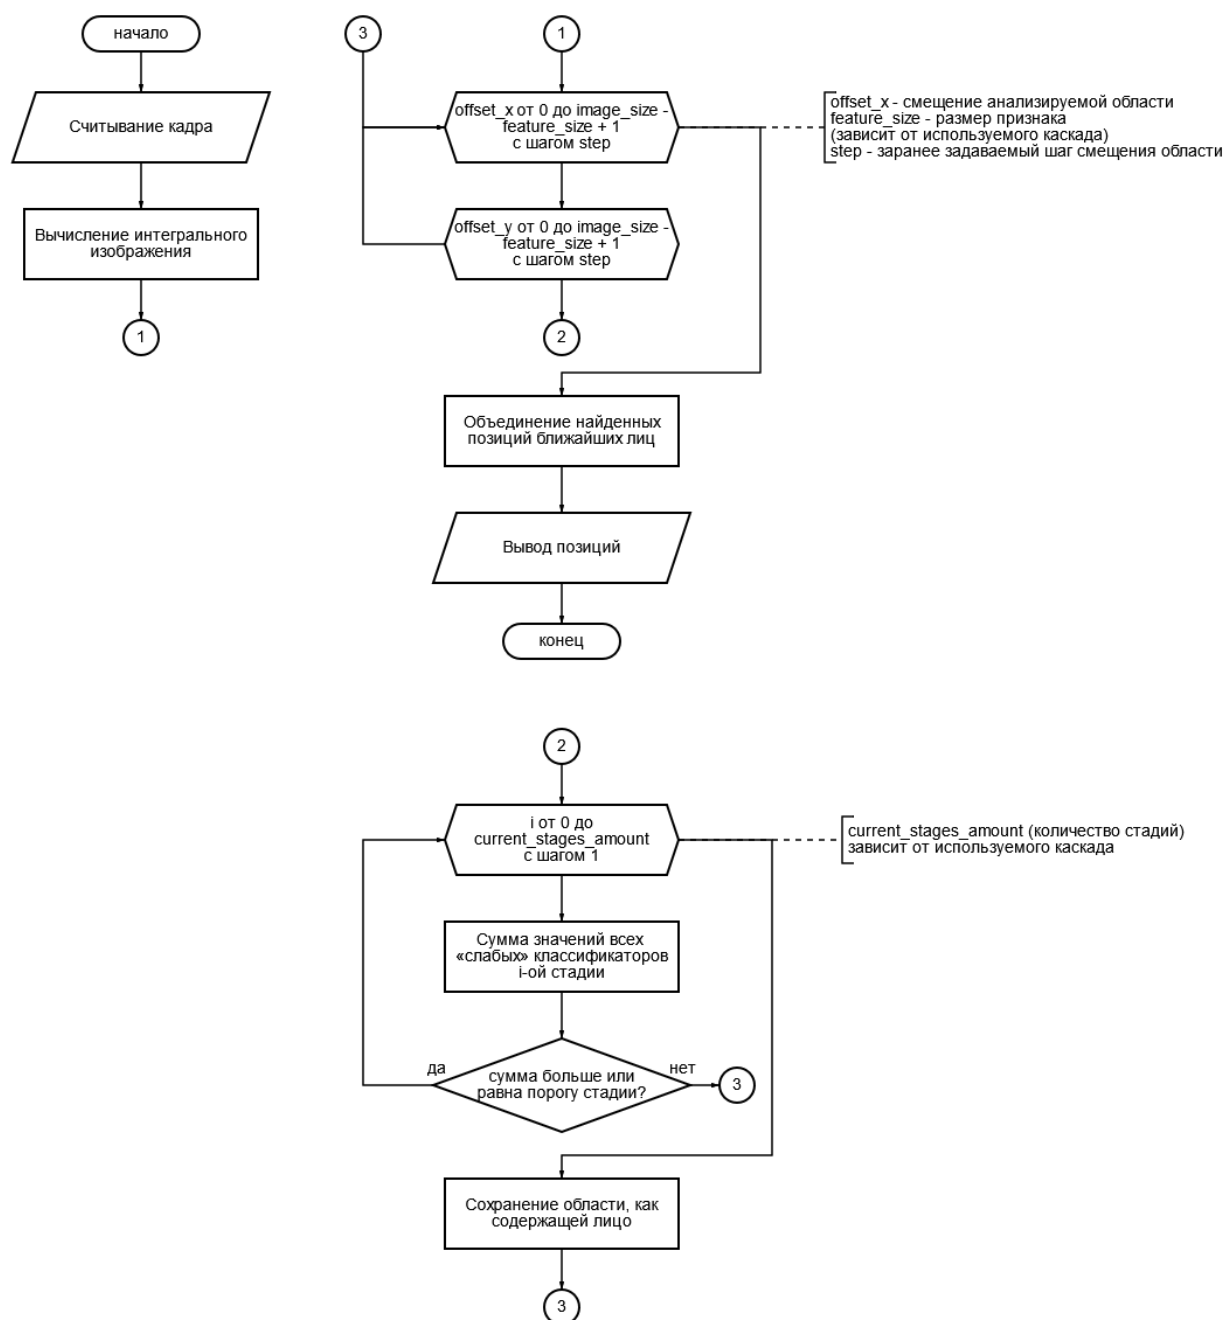 начало
Считывание кадра
Вычисление интегрального
изображения
1
3
1
offset_x от 0 до image_size -
feature_size + 1
с шагом step
offset_x - смещение анализируемой области
feature_size - размер признака
(зависит от используемого каскада)
step - заранее задаваемый шаг смещения области
offset_y от 0 до image_size -
feature_size + 1
с шагом step
2
Объединение найденных
позиций ближайших лиц
Вывод позиций
конец
2
i от 0 до
current_stages_amount
с шагом 1
current_stages_amount (количество стадий)
зависит от используемого каскада
Сумма значений всех
«слабых» классификаторов
i-ой стадии
да
сумма больше или
равна порогу стадии?
нет
3
Сохранение области, как
содержащей лицо
3